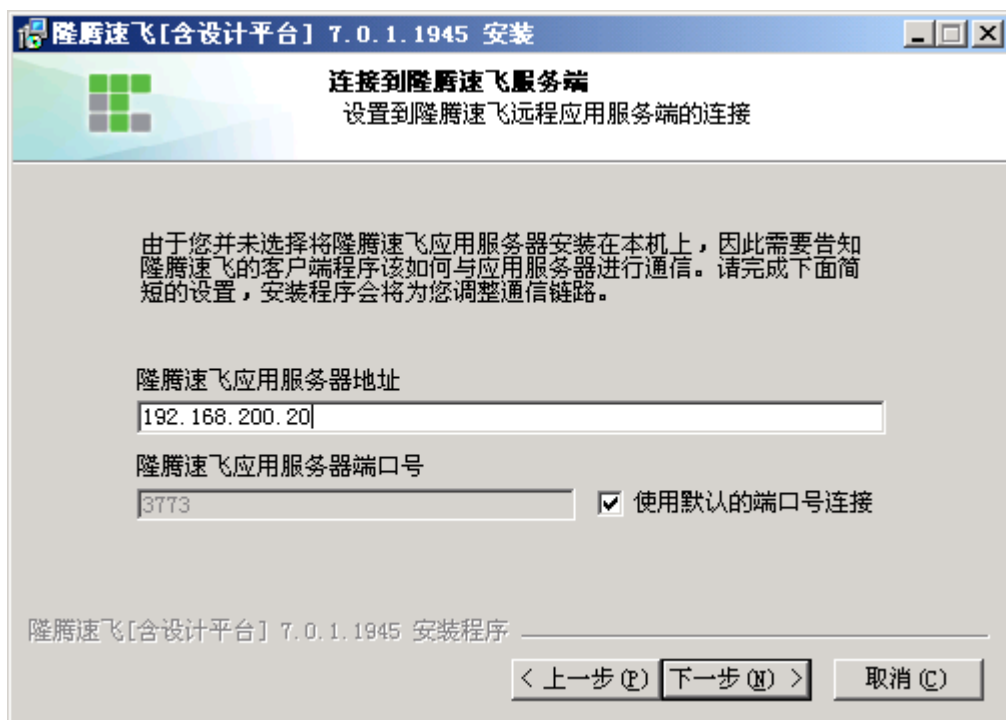 隆腾速飞[含设计平台] 7.0.1.1945 安装
连接到隆腾速飞服务端
设置到隆腾速飞远程应用服务端的连接
由于您并未选择将隆腾速飞应用服务器安装在本机上，因此需要告知
隆腾速飞的客户端程序该如何与应用服务器进行通信。请完成下面简
短的设置，安装程序会将为您调整通信链路。
隆腾速飞应用服务器地址
192.168.200.20
隆腾速飞应用服务器端口号
3773
使用默认的端口号连接
隆腾速飞[含设计平台] 7.0.1.1945 安装程序
< 上一步(P) 下一步(N) > 取消(C)